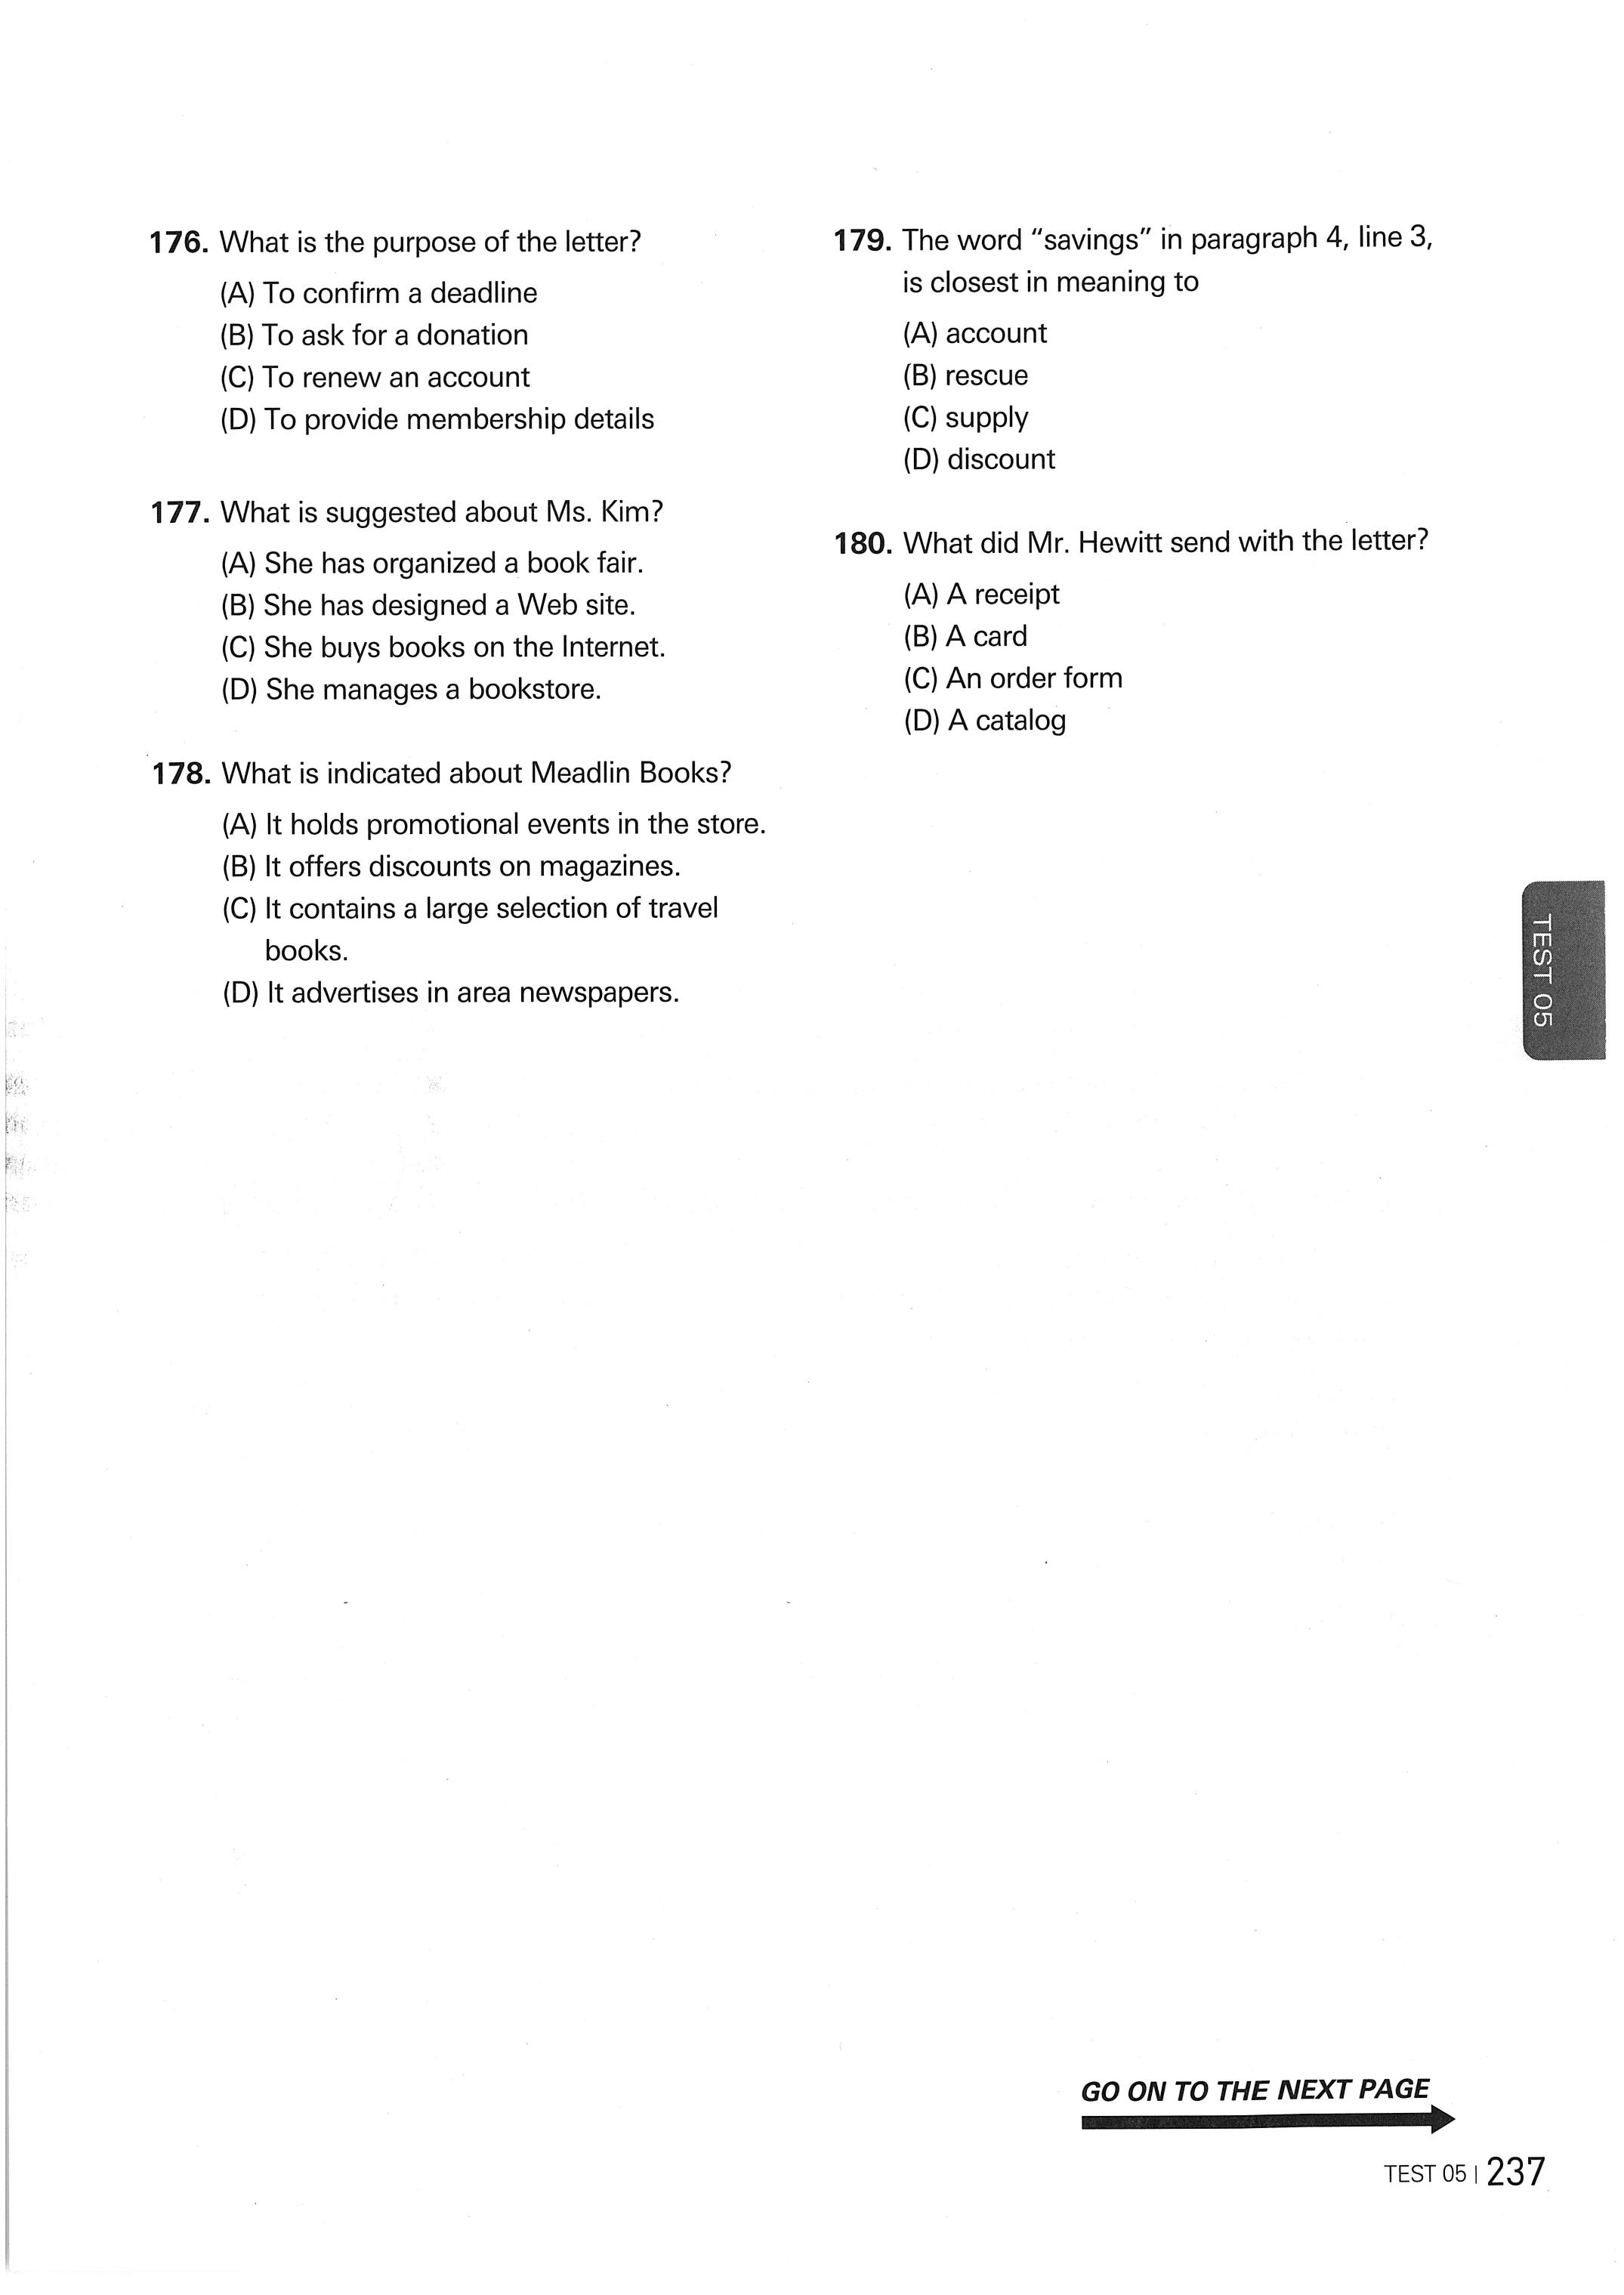 176. What is the purpose of the letter?
(A) To confirm a deadline
(B) To ask for a donation
(C) To renew an account
(D) To provide membership details
177. What is suggested about Ms. Kim?
(A) She has organized a book fair.
(B) She has designed a Web site.
(C) She buys books on the Internet.
(D) She manages a bookstore.
178. What is indicated about Meadlin Books?
(A) It holds promotional events in the store.
(B) It offers discounts on magazines.
(C) It contains a large selection of travel
books.
(D) It advertises in area newspapers.
179. The word “savings” in paragraph 4, line 3,
is closest in meaning to
(A) account
(B) rescue
(C) supply
(D) discount
180. What did Mr. Hewitt send with the letter?
(A) A receipt
(B) A card
(C) An order form
(D) A catalog
TEST 05
GO ON TO THE NEXT PAGE
TEST 05 | 237